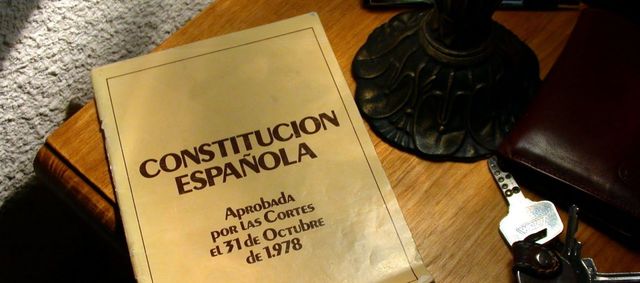 CONSTITUCION
ESPAÑOLA
APROBADA
POR LAS CORTES
el 31 de OCTUBRE
de 1.978